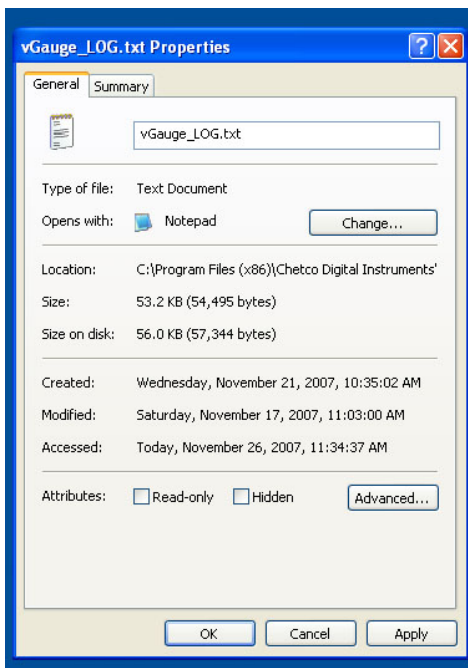 vGauge_LOG.txt Properties
General Summary
vGauge_LOG.txt
Type of file: Text Document
Opens with: Notepad Change...
Location: C:\Program Files (x86)\Chetco Digital Instruments'
Size: 53.2 KB (54,495 bytes)
Size on disk: 56.0 KB (57,344 bytes)
Created: Wednesday, November 21, 2007, 10:35:02 AM
Modified: Saturday, November 17, 2007, 11:03:00 AM
Accessed: Today, November 26, 2007, 11:34:37 AM
Attributes: Read-only Hidden Advanced...
OK Cancel Apply